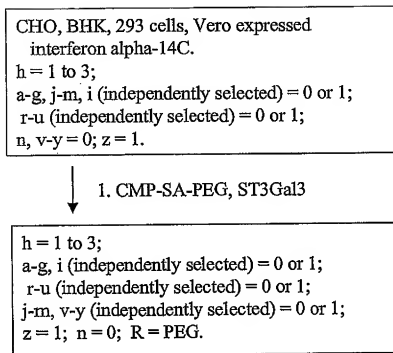 CHO, BHK, 293 cells, Vero expressed
interferon alpha-14C.
h = 1 to 3;
a-g, j-m, i (independently selected) = 0 or 1;
r-u (independently selected) = 0 or 1;
n, v-y = 0; z = 1.
1. CMP-SA-PEG, ST3Gal3
h = 1 to 3;
a-g, i (independently selected) = 0 or 1;
r-u (independently selected) = 0 or 1;
j-m, v-y (independently selected) = 0 or 1;
z = 1; n = 0; R = PEG.